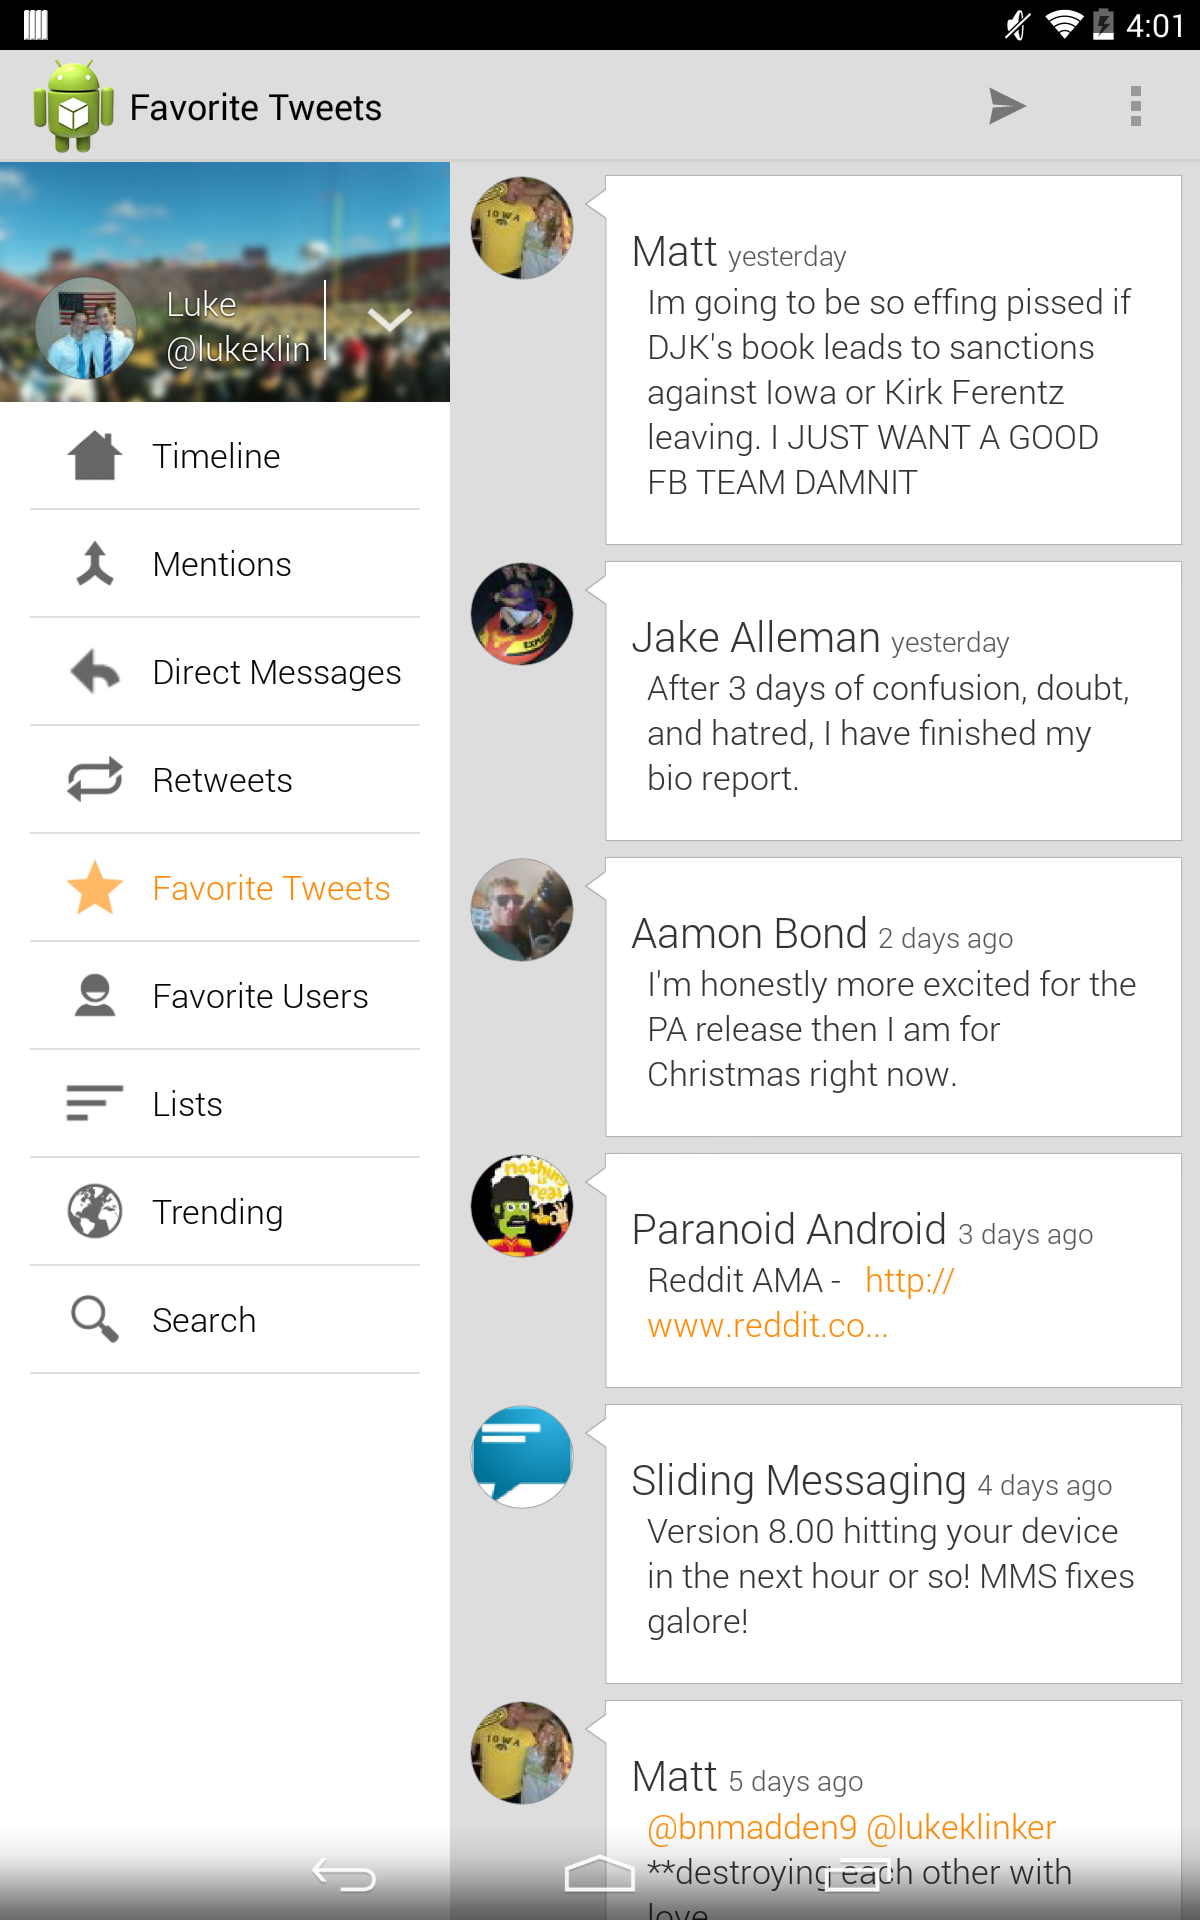 4:01
Favorite Tweets
Luke
@lukeklin
Timeline
Mentions
Direct Messages
Retweets
Favorite Tweets
Favorite Users
Lists
Trending
Search
IOWA
Matt yesterday
Im going to be so effing pissed if
DJK's book leads to sanctions
against Iowa or Kirk Ferentz
leaving. I JUST WANT A GOOD
FB TEAM DAMNIT
Jake Alleman yesterday
After 3 days of confusion, doubt,
and hatred, I have finished my
bio report.
Aamon Bond 2 days ago
I'm honestly more excited for the
PA release then I am for
Christmas right now.
nothing
is
real
Paranoid Android 3 days ago
Reddit AMA - http://
www.reddit.co...
Sliding Messaging 4 days ago
Version 8.00 hitting your device
in the next hour or so! MMS fixes
galore!
IOWA
Matt 5 days ago
@bnmadden9 @lukeklinker
**destroying each other with
love